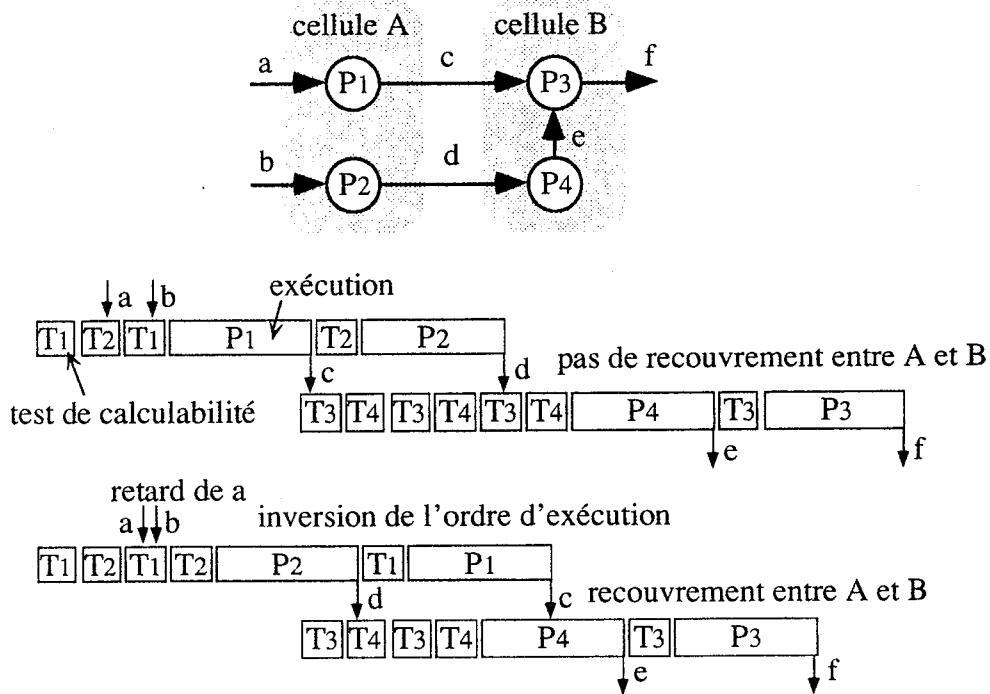 cellule A cellule B
a c f
P1 P3
e
b d
P2 P4
a b exécution
T1 T2 T1 P1 T2 P2
c d pas de recouvrement entre A et B
test de calculabilité T3 T4 T3 T4 T3 T4 P4 T3 P3
e f
retard de a
a b inversion de l'ordre d'exécution
T1 T2 T1 T2 P2 T1 P1
d c recouvrement entre A et B
T3 T4 T3 T4 P4 T3 P3
e f